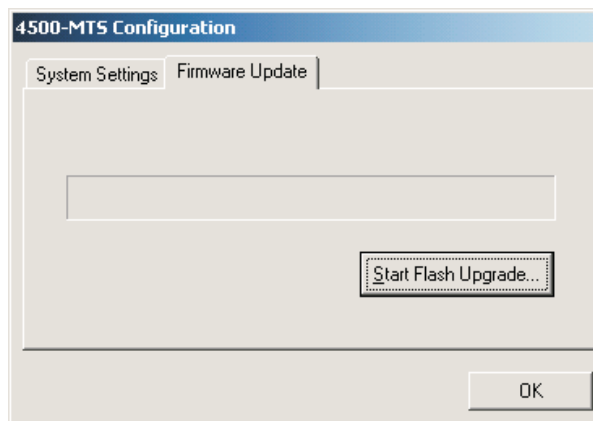 4500-MTS Configuration
System Settings
Firmware Update
Start Flash Upgrade...
OK